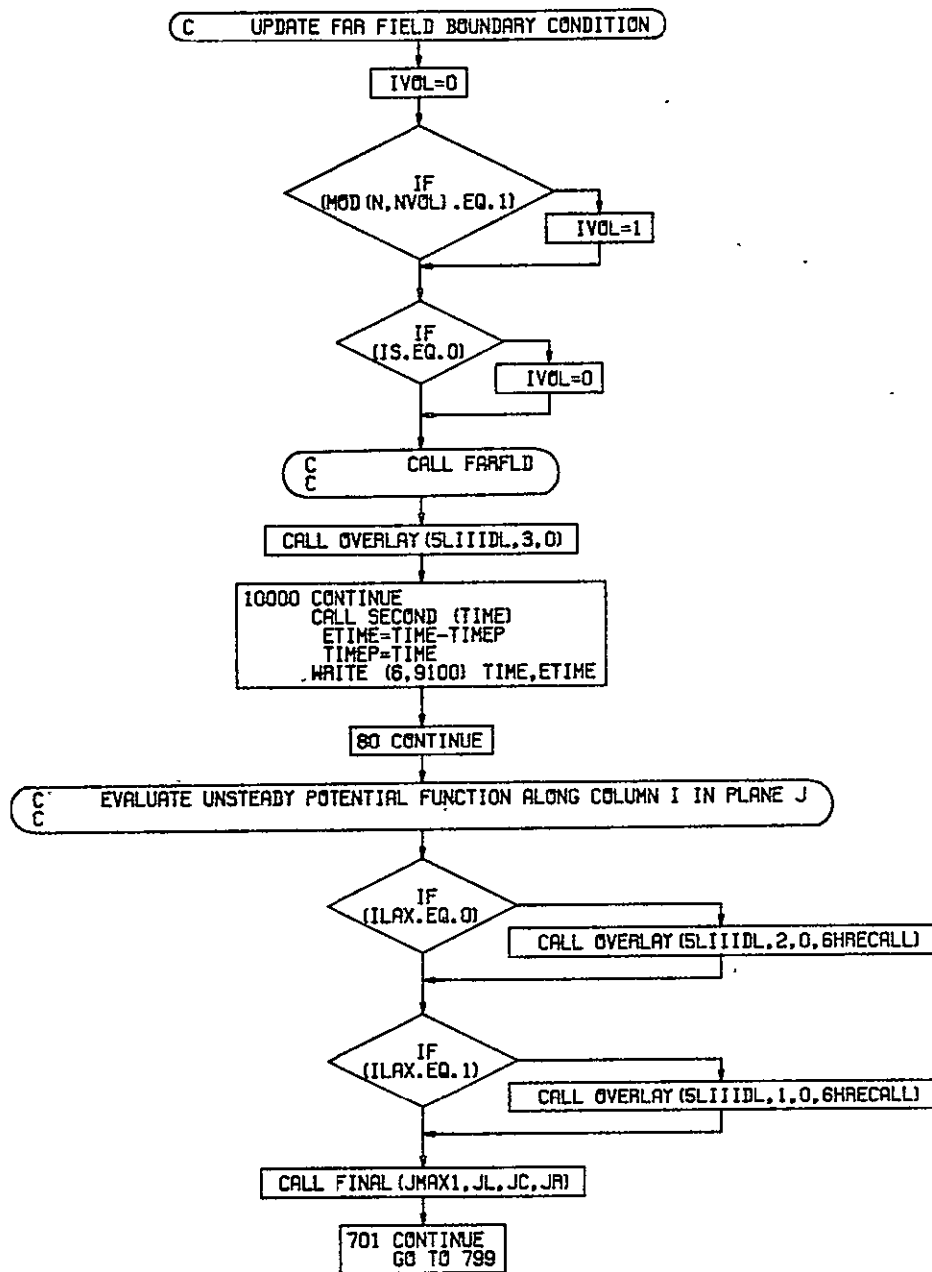 C UPDATE FAR FIELD BOUNDARY CONDITION
IVOL=0
IF
(MOD(N,NVOL).EQ.1)
IVOL=1
IF
(IS.EQ.0)
IVOL=0
C CALL FARFLD
C
CALL OVERLAY(5LIIIDL,3,0)
10000 CONTINUE
CALL SECOND (TIME)
ETIME=TIME-TIMEP
TIMEP=TIME
WRITE (6,9100) TIME,ETIME
80 CONTINUE
C EVALUATE UNSTEADY POTENTIAL FUNCTION ALONG COLUMN I IN PLANE J
C
IF
(ILAX.EQ.0)
CALL OVERLAY(5LIIIDL,2,0,6HRECALL)
IF
(ILAX.EQ.1)
CALL OVERLAY(5LIIIDL,1,0,6HRECALL)
CALL FINAL(JMAX1,JL,JC,JR)
701 CONTINUE
GO TO 799